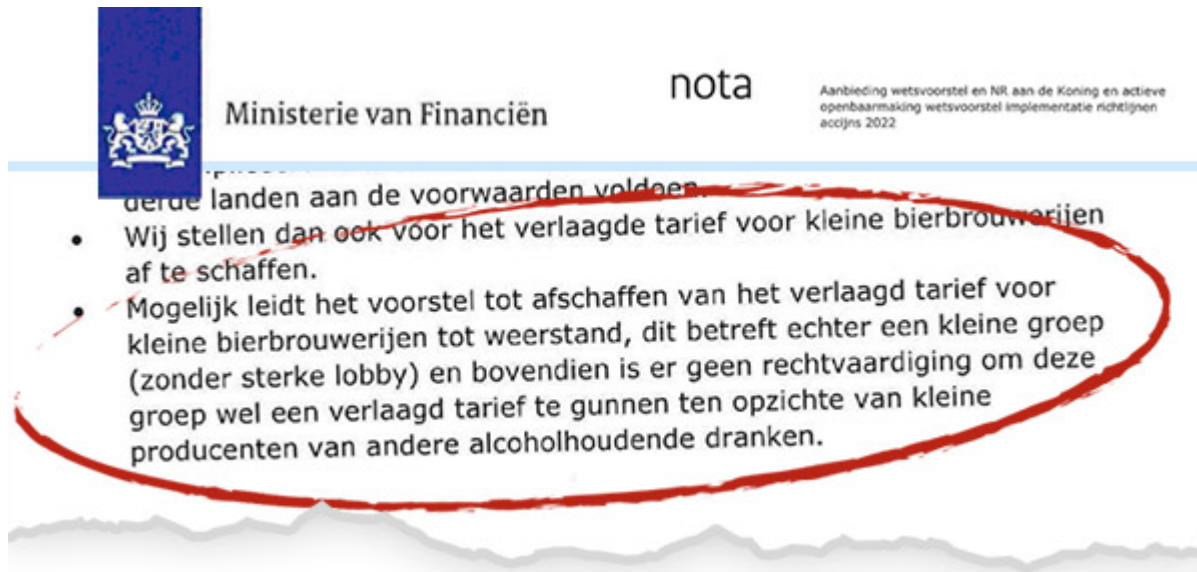 Ministerie van Financiën
nota
Aanbieding wetsvoorstel en NR aan de Koning en actieve
openbaarmaking wetsvoorstel implementatie richtlijnen
accijns 2022
derde landen aan de voorwaarden voldoen.
• Wij stellen dan ook voor het verlaagde tarief voor kleine bierbrouwerijen
af te schaffen.
• Mogelijk leidt het voorstel tot afschaffen van het verlaagd tarief voor
kleine bierbrouwerijen tot weerstand, dit betreft echter een kleine groep
(zonder sterke lobby) en bovendien is er geen rechtvaardiging om deze
groep wel een verlaagd tarief te gunnen ten opzichte van kleine
producenten van andere alcoholhoudende dranken.